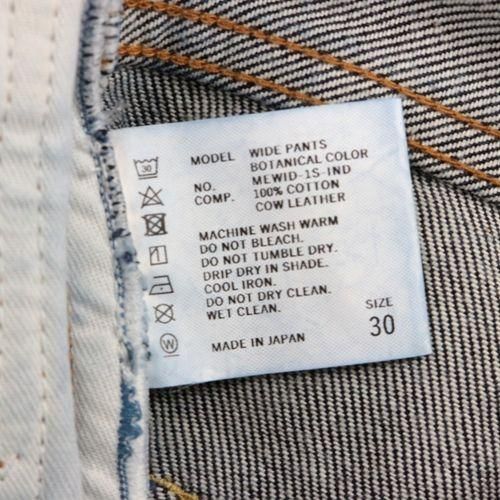 MODEL WIDE PANTS
BOTANICAL COLOR
NO. MEWID-1S-IND
COMP. 100% COTTON
COW LEATHER
MACHINE WASH WARM
DO NOT BLEACH.
DO NOT TUMBLE DRY.
DRIP DRY IN SHADE.
COOL IRON.
DO NOT DRY CLEAN.
WET CLEAN.
MADE IN JAPAN
SIZE
30
30
W